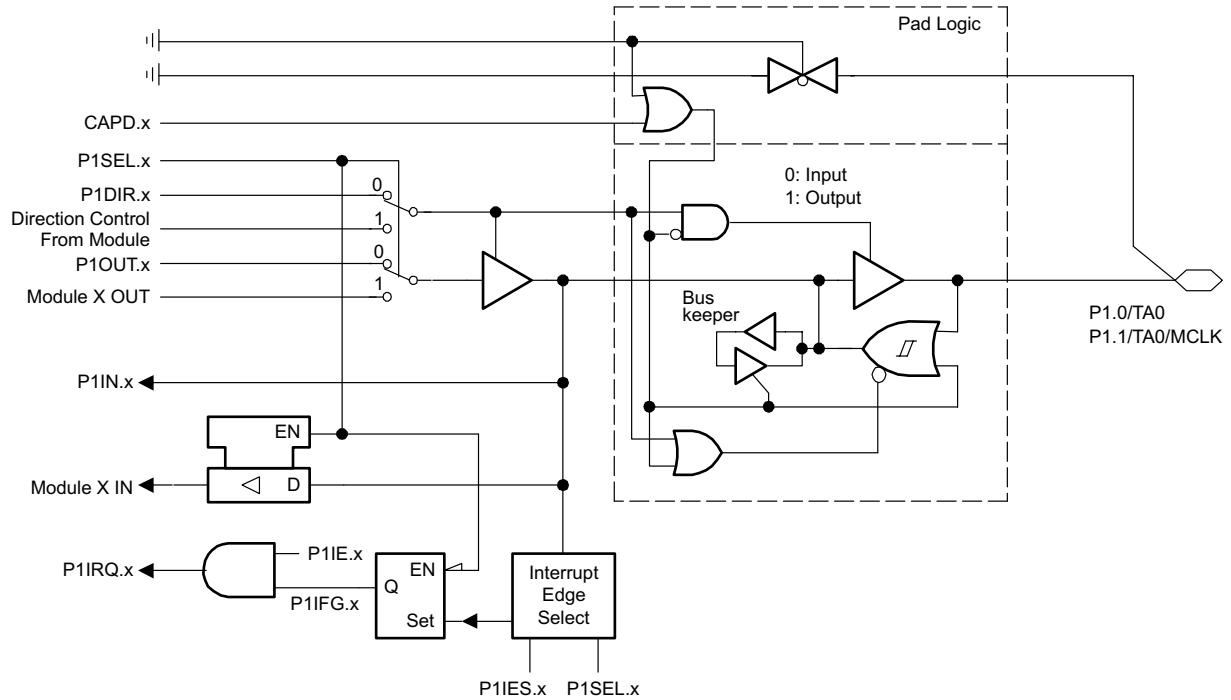 Pad Logic
CAPD.x
P1SEL.x
P1DIR.x
0
Direction Control
From Module
1
P1OUT.x
0
Module X OUT
1
0: Input
1: Output
Bus
keeper
P1.0/TA0
P1.1/TA0/MCLK
P1IN.x
EN
Module X IN
D
P1IRQ.x
P1IE.x
P1IFG.x
EN
Q
Set
Interrupt
Edge
Select
P1IES.x
P1SEL.x